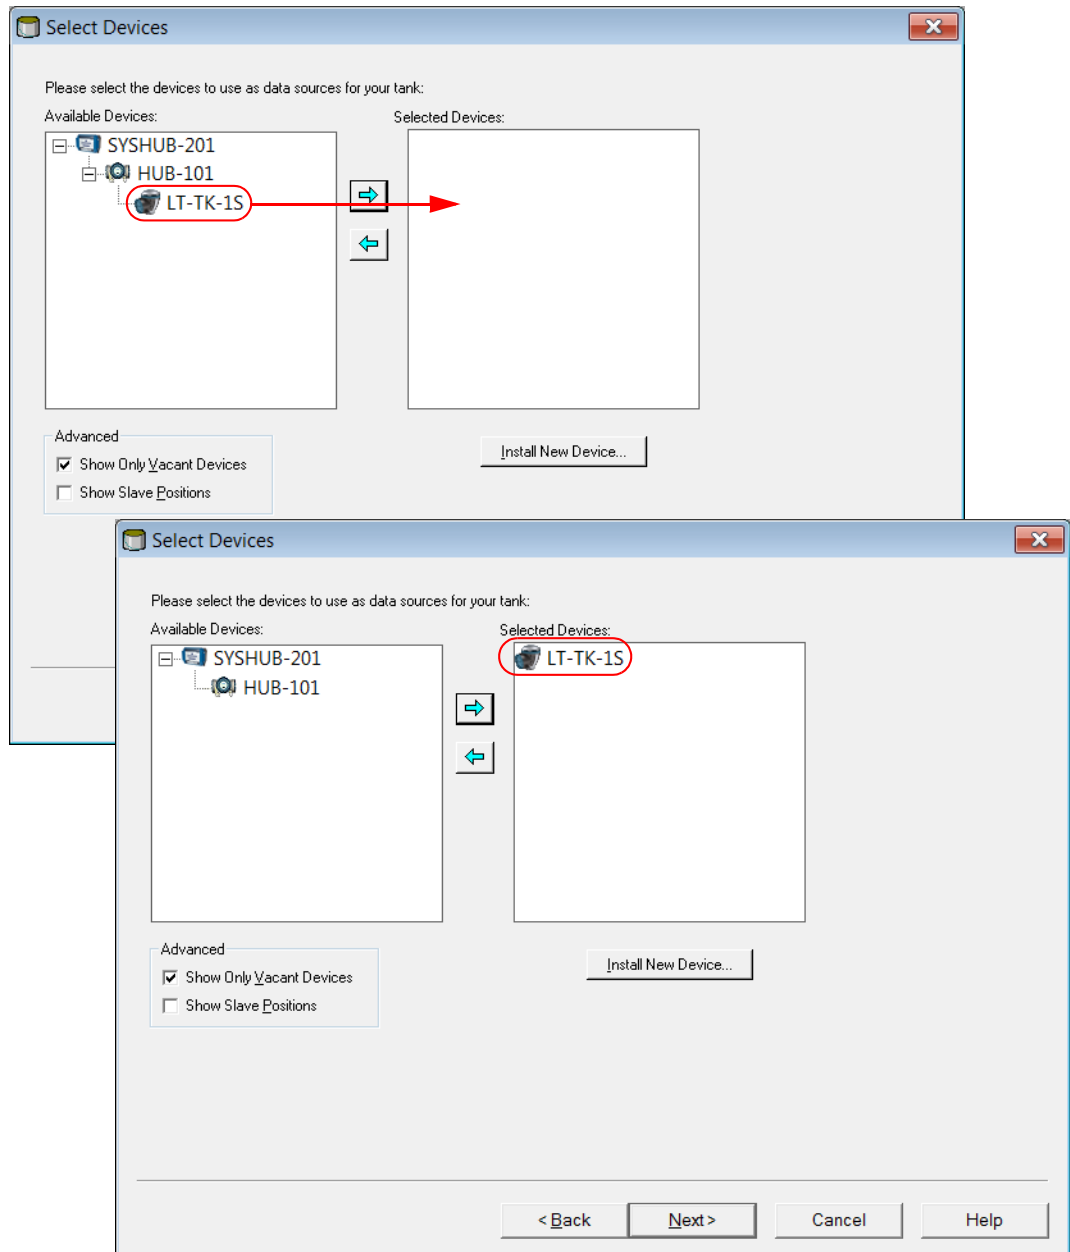 Select Devices
Please select the devices to use as data sources for your tank:
Available Devices:
Selected Devices:
SYSHUB-201
HUB-101
LT-TK-1S
Advanced
Show Only Vacant Devices
Show Slave Positions
Install New Device...
Select Devices
Please select the devices to use as data sources for your tank:
Available Devices:
Selected Devices:
SYSHUB-201
HUB-101
LT-TK-1S
Advanced
Show Only Vacant Devices
Show Slave Positions
Install New Device...
< Back
Next >
Cancel
Help